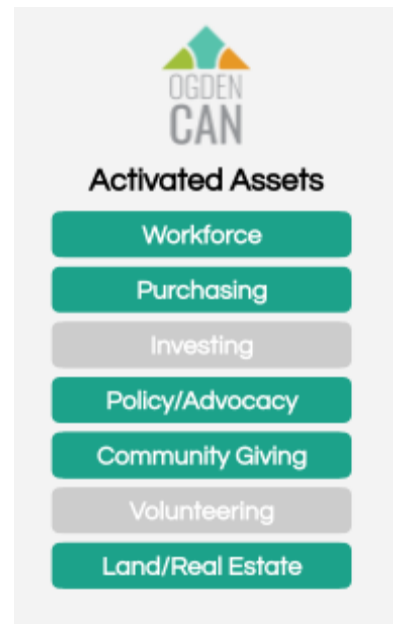 OGDEN
CAN
Activated Assets
Workforce
Purchasing
Investing
Policy/Advocacy
Community Giving
Volunteering
Land/Real Estate